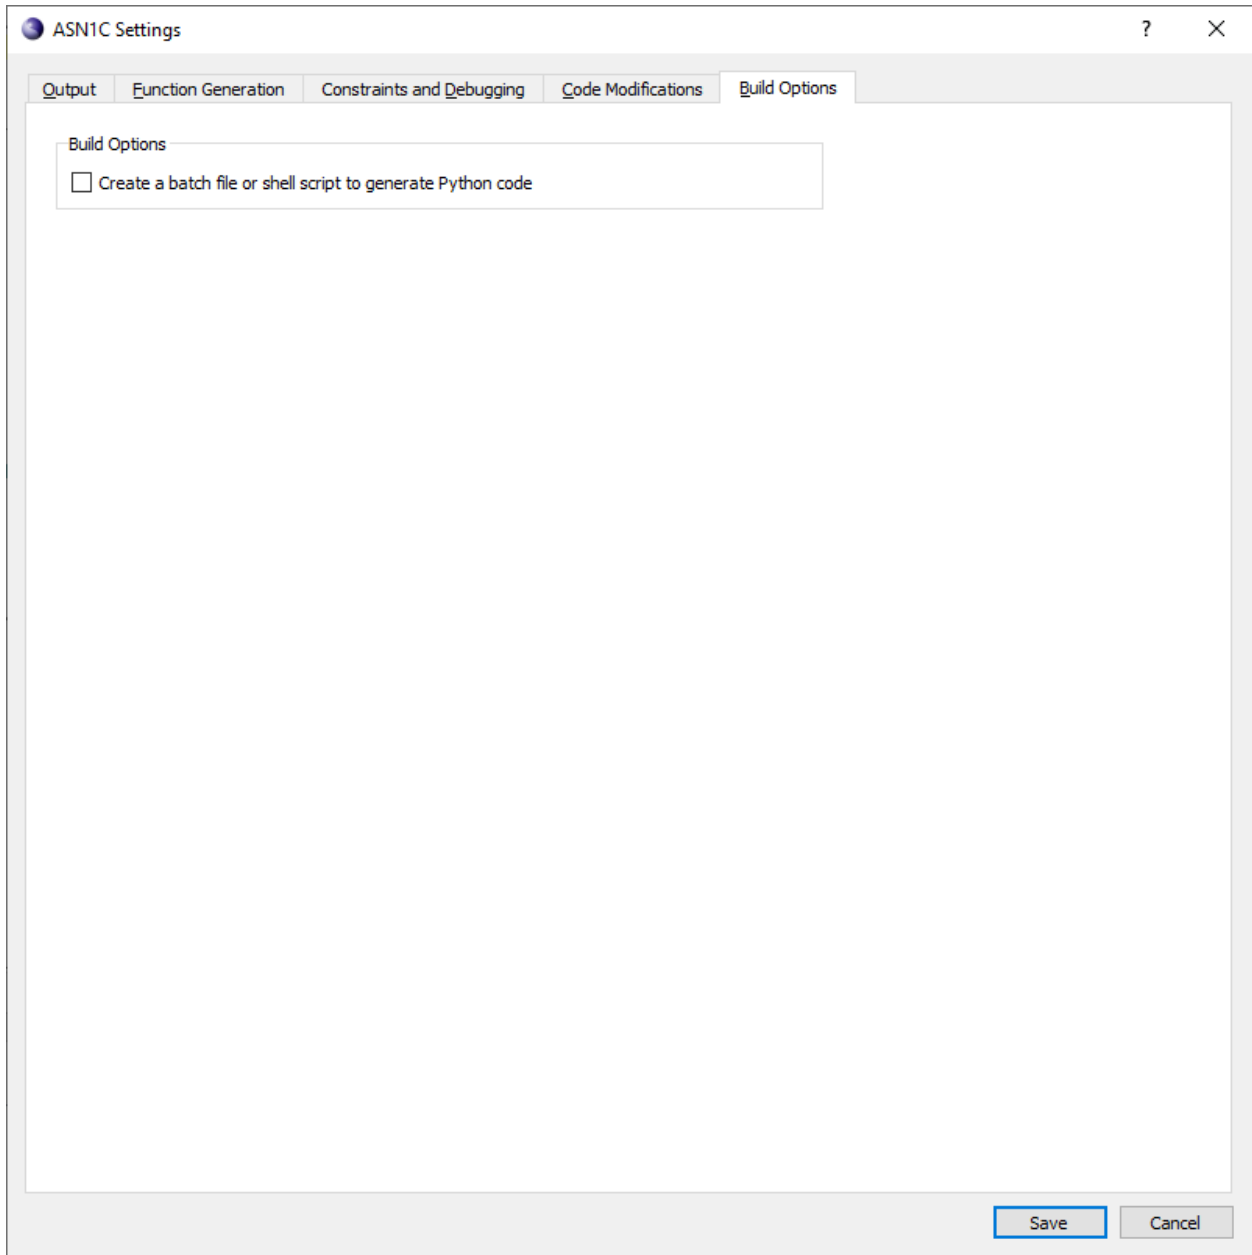 ASN1C Settings
?
Output Function Generation Constraints and Debugging Code Modifications Build Options
Build Options
Create a batch file or shell script to generate Python code
Save Cancel